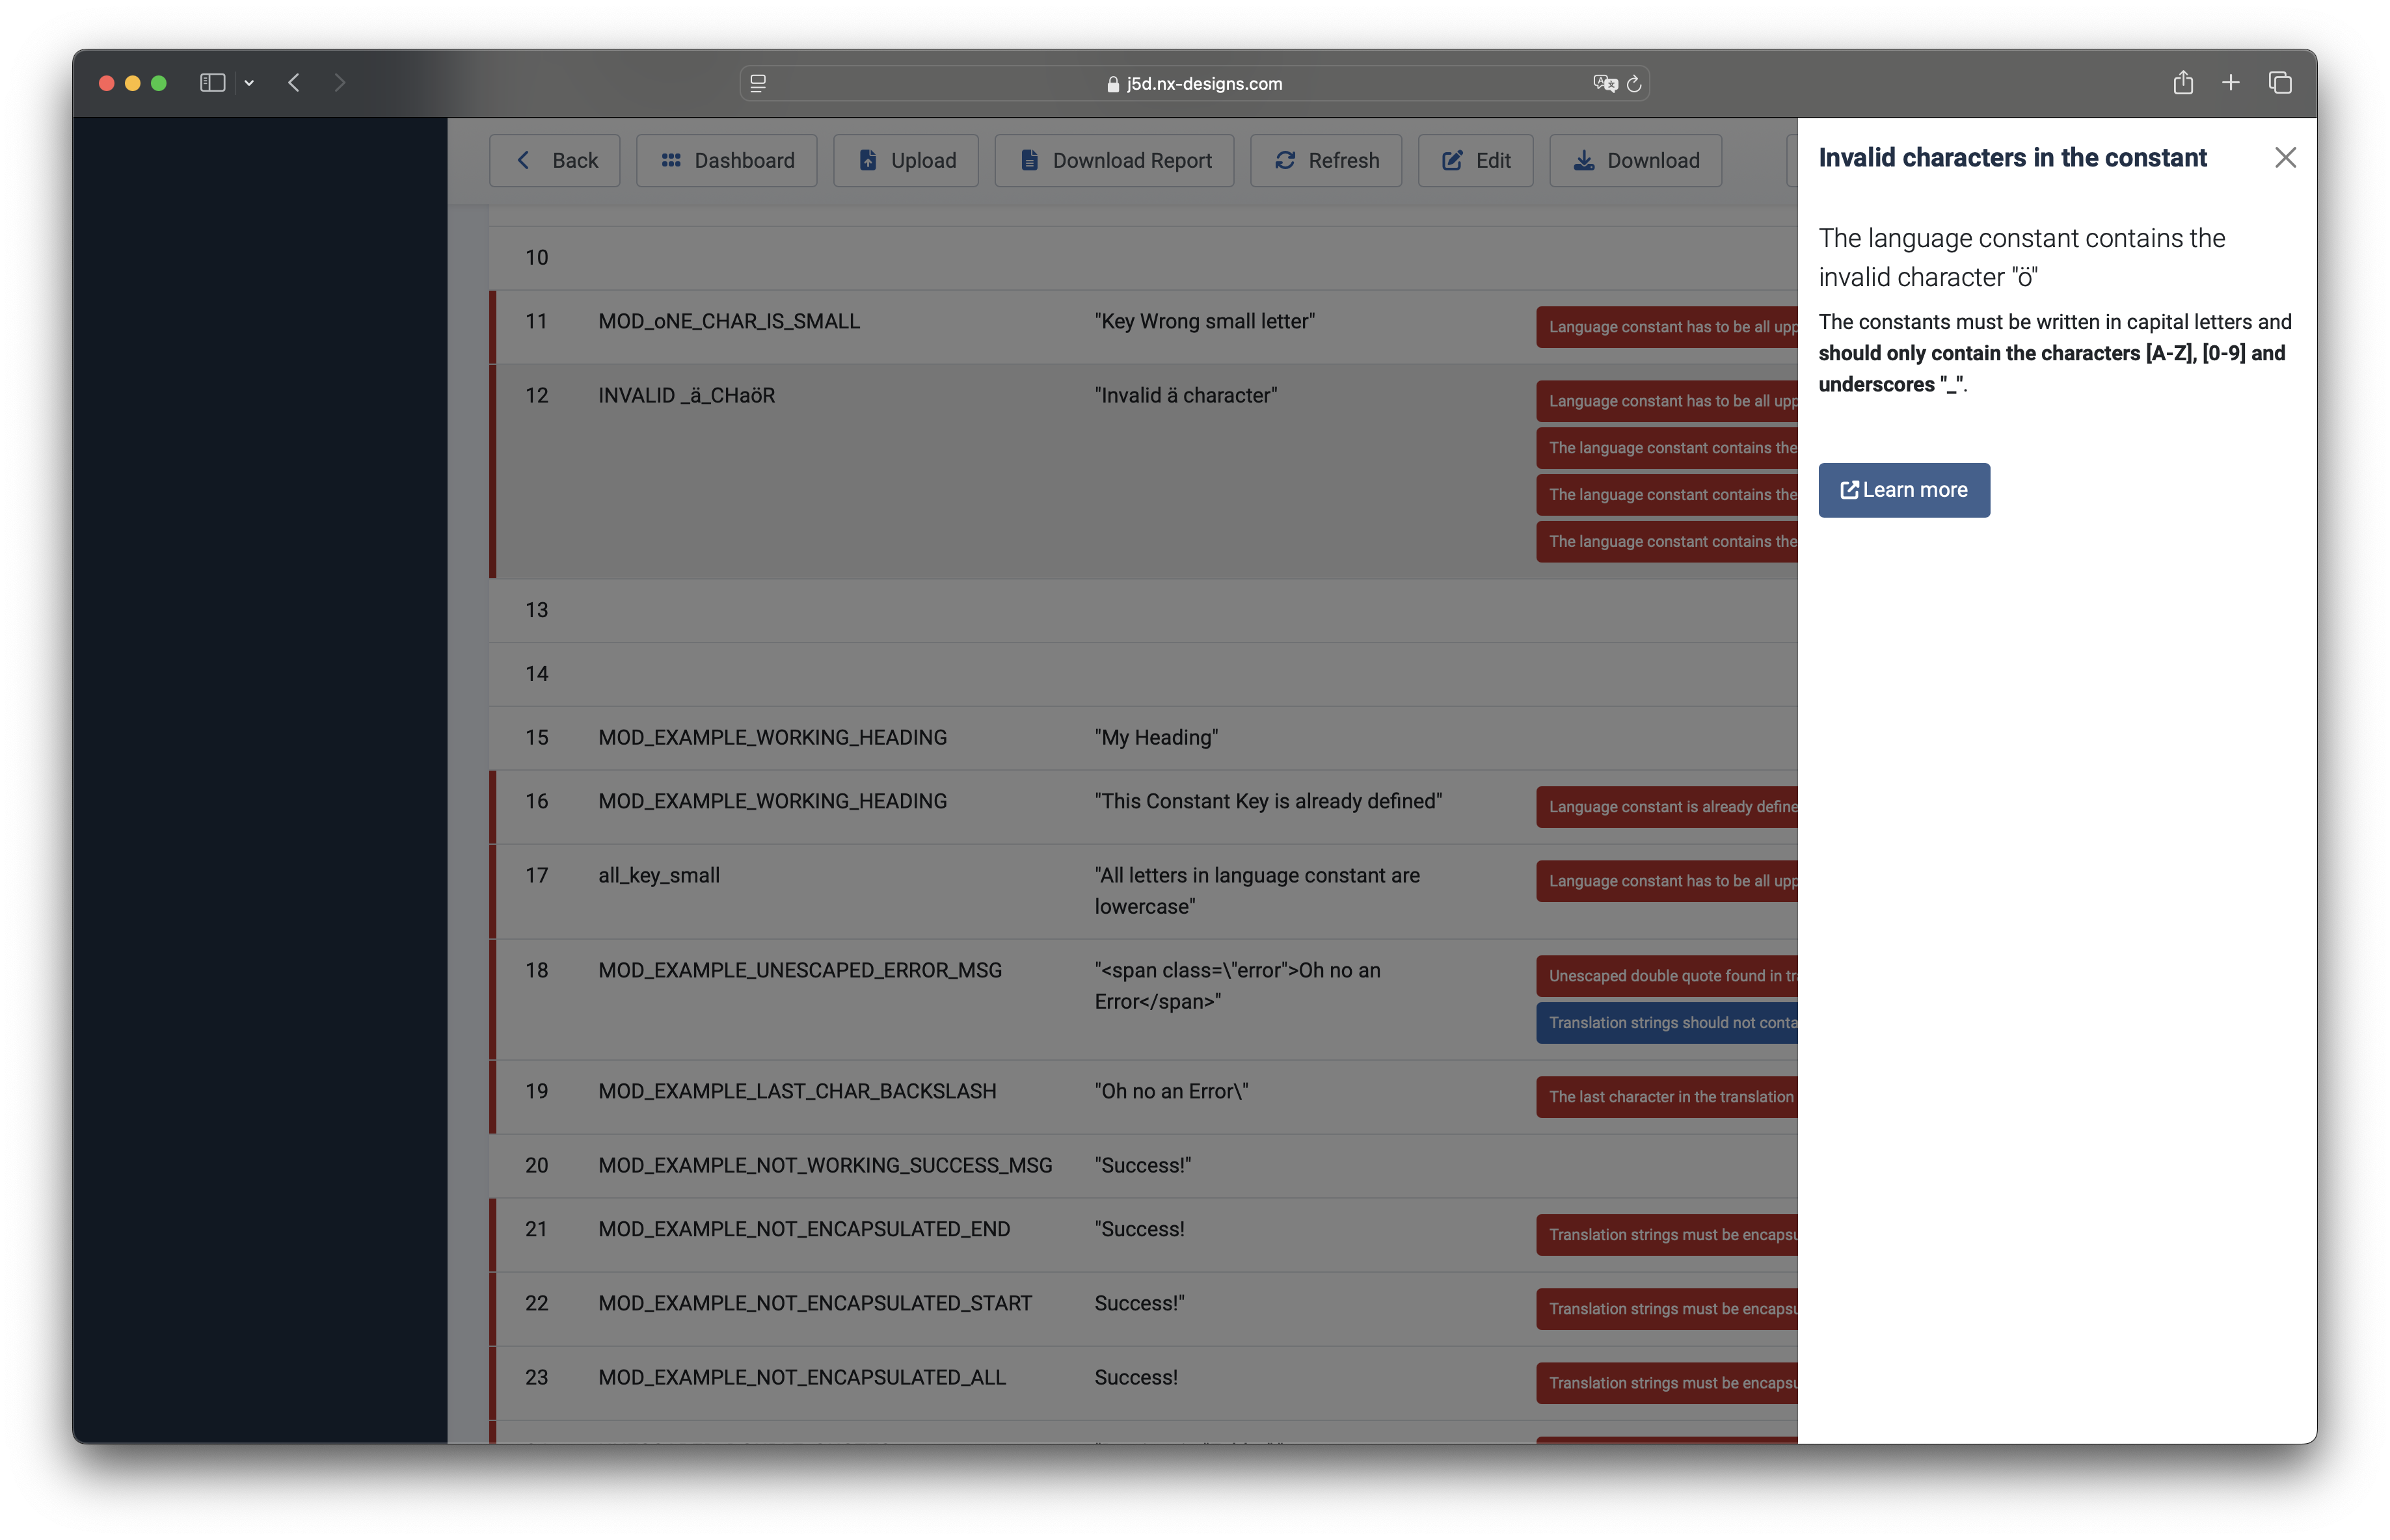 j5d.nx-designs.com
Back Dashboard Upload Download Report Refresh Edit Download
10
11 MOD_oNE_CHAR_IS_SMALL "Key Wrong small letter" Language constant has to be all upp
12 INVALID _ä_CHaöR "Invalid ä character" Language constant has to be all upp
The language constant contains the
The language constant contains the
The language constant contains the
13
14
15 MOD_EXAMPLE_WORKING_HEADING "My Heading"
16 MOD_EXAMPLE_WORKING_HEADING "This Constant Key is already defined" Language constant is already define
17 all_key_small "All letters in language constant are
lowercase" Language constant has to be all upp
18 MOD_EXAMPLE_UNESCAPED_ERROR_MSG "<span class=\"error">Oh no an
Error</span>" Unescaped double quote found in tr
Translation strings should not conta
19 MOD_EXAMPLE_LAST_CHAR_BACKSLASH "Oh no an Error\" The last character in the translation
20 MOD_EXAMPLE_NOT_WORKING_SUCCESS_MSG "Success!"
21 MOD_EXAMPLE_NOT_ENCAPSULATED_END "Success! Translation strings must be encapsu
22 MOD_EXAMPLE_NOT_ENCAPSULATED_START Success!" Translation strings must be encapsu
23 MOD_EXAMPLE_NOT_ENCAPSULATED_ALL Success! Translation strings must be encapsu
Invalid characters in the constant
The language constant contains the
invalid character "ö"
The constants must be written in capital letters and
should only contain the characters [A-Z], [0-9] and
underscores "_".
Learn more